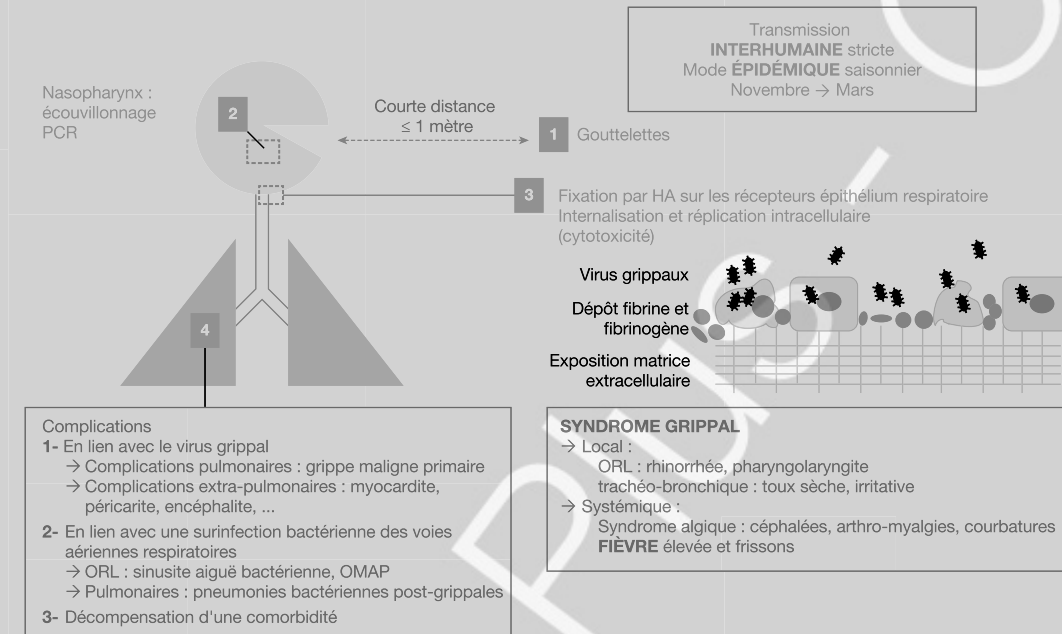 Transmission
INTERHUMAINE stricte
Mode ÉPIDÉMIQUE saisonnier
Novembre → Mars
Nasopharynx :
écouvillonnage
PCR
2
Courte distance
≤ 1 mètre
1
Gouttelettes
3
Fixation par HA sur les récepteurs épithélium respiratoire
Internalisation et réplication intracellulaire
(cytotoxicité)
Virus grippaux
Dépôt fibrine et
fibrinogène
Exposition matrice
extracellulaire
4
Complications
1- En lien avec le virus grippal
→ Complications pulmonaires : grippe maligne primaire
→ Complications extra-pulmonaires : myocardite,
péricarite, encéphalite, ...
2- En lien avec une surinfection bactérienne des voies
aériennes respiratoires
→ ORL : sinusite aiguë bactérienne, OMAP
→ Pulmonaires : pneumonies bactériennes post-grippales
3- Décompensation d'une comorbidité
SYNDROME GRIPPAL
→ Local :
ORL : rhinorrhée, pharyngolaryngite
trachéo-bronchique : toux sèche, irritative
→ Systémique :
Syndrome algique : céphalées, arthro-myalgies, courbatures
FIÈVRE élevée et frissons
Plus -